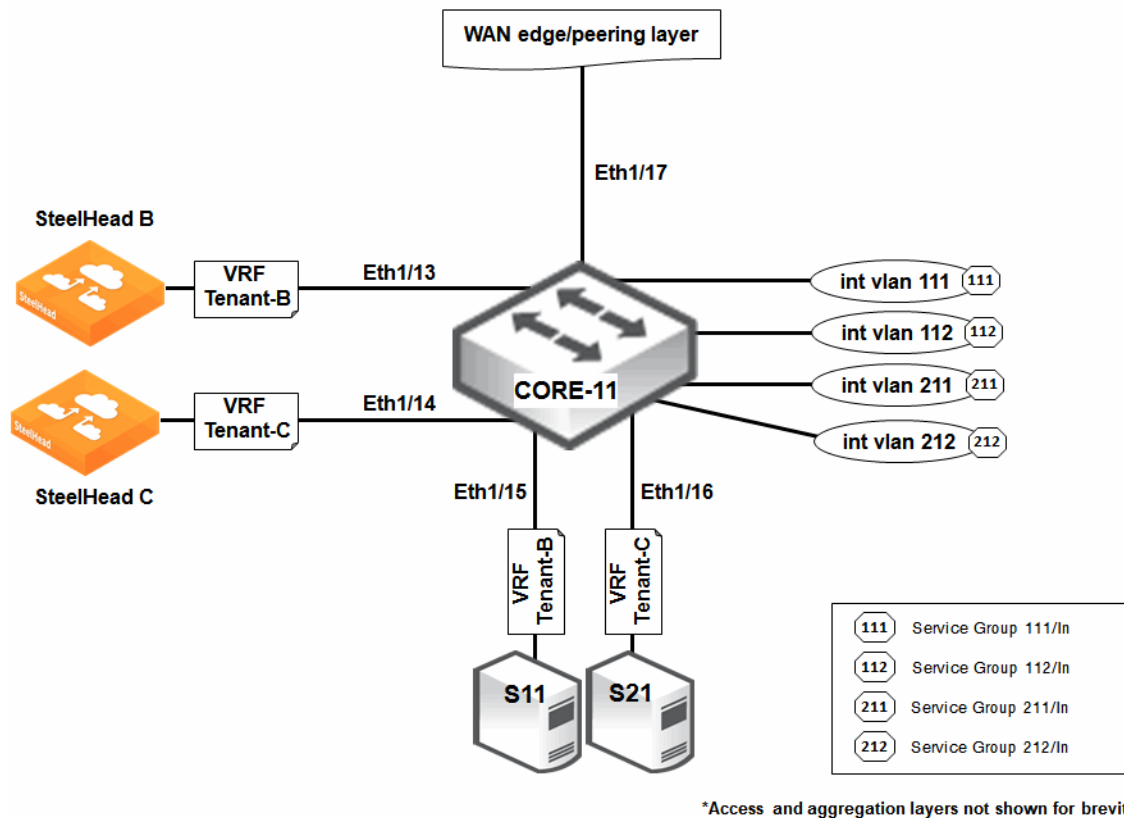 WAN edge/peering layer
Eth1/17
SteelHead B
SteelHead
VRF
Tenant-B
Eth1/13
int vlan 111
111
int vlan 112
112
CORE-11
int vlan 211
211
int vlan 212
212
SteelHead
VRF
Tenant-C
Eth1/14
SteelHead C
Eth1/15
Eth1/16
VRF
Tenant-B
VRF
Tenant-C
S11
S21
111 Service Group 111/In
112 Service Group 112/In
211 Service Group 211/In
212 Service Group 212/In
*Access and aggregation layers not shown for brevit